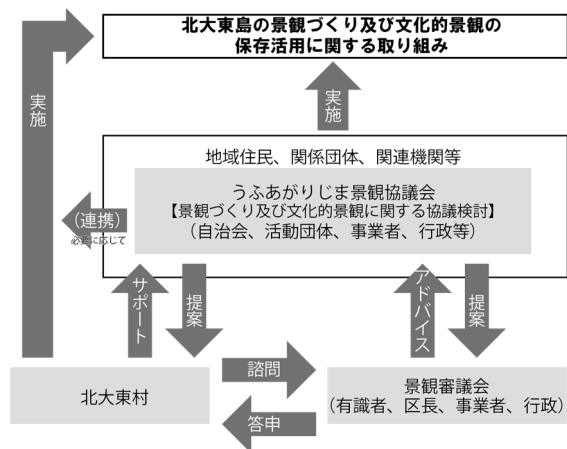 北大東島の景観づくり及び文化的景観の
保存活用に関する取り組み
実施
実施
地域住民、関係団体、関連機関等
うふあがりじま景観協議会
【景観づくり及び文化的景観に関する協議検討】
（自治会、活動団体、事業者、行政等）
（連携）
必要に応じて
サポート
提案
アドバイス
提案
北大東村
諮問
答申
景観審議会
（有識者、区長、事業者、行政）